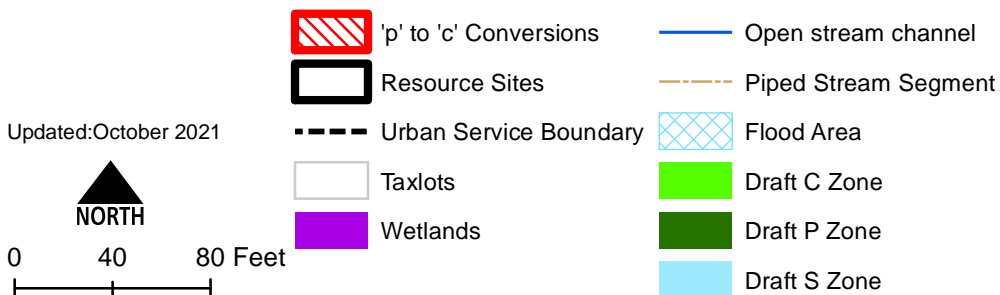 Updated:October 2021
NORTH
0 40 80 Feet
'p' to 'c' Conversions
Resource Sites
Urban Service Boundary
Taxlots
Wetlands
Open stream channel
Piped Stream Segment
Flood Area
Draft C Zone
Draft P Zone
Draft S Zone